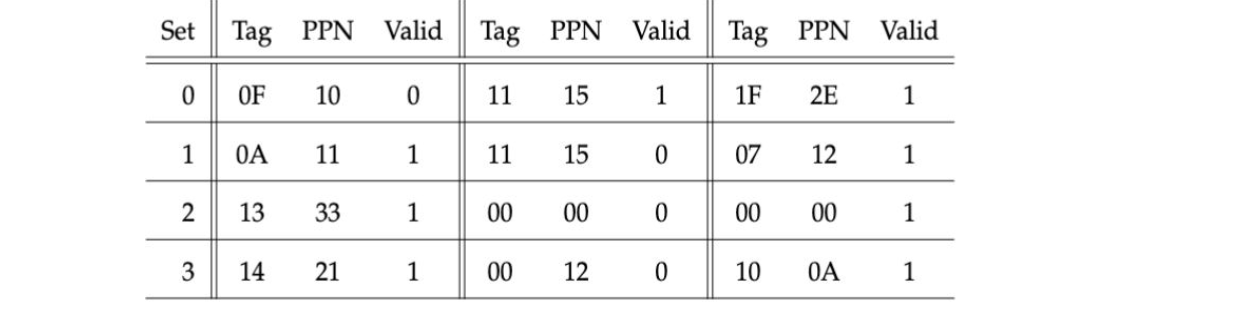 Set Tag PPN Valid Tag PPN Valid Tag PPN Valid
0 0F 10 0 11 15 1 1F 2E 1
1 0A 11 1 11 15 0 07 12 1
2 13 33 1 00 00 0 00 00 1
3 14 21 1 00 12 0 10 0A 1